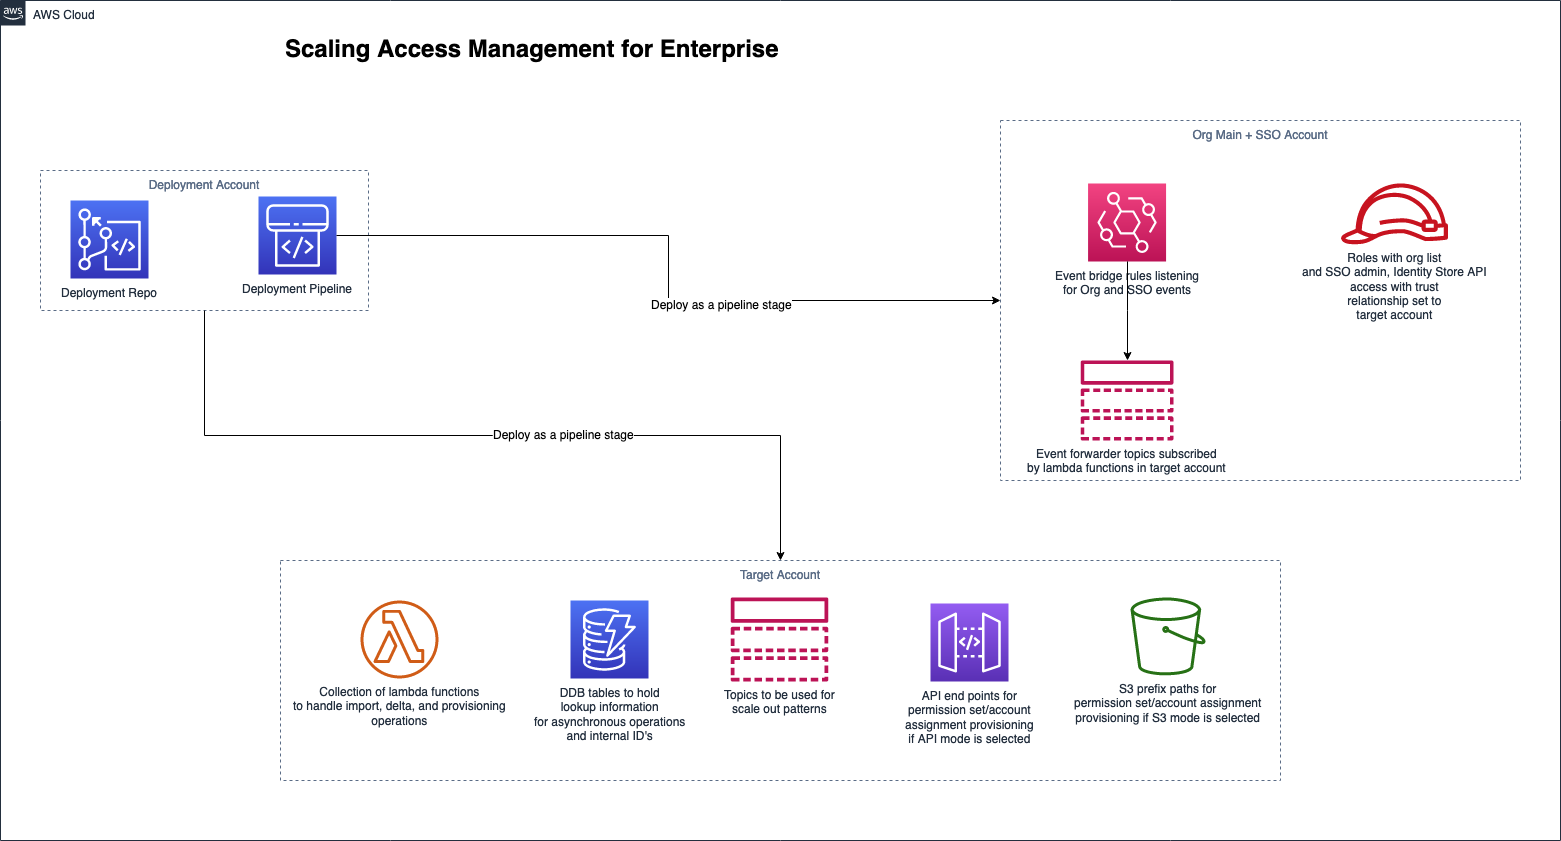 aws
AWS Cloud
Scaling Access Management for Enterprise
Deployment Account
Deployment Repo
Deployment Pipeline
Deploy as a pipeline stage
Org Main + SSO Account
Event bridge rules listening
for Org and SSO events
Roles with org list
and SSO admin, Identity Store API
access with trust
relationship set to
target account
Event forwarder topics subscribed
by lambda functions in target account
Deploy as a pipeline stage
Target Account
Collection of lambda functions
to handle import, delta, and provisioning
operations
DDB tables to hold
lookup information
for asynchronous operations
and internal ID's
Topics to be used for
scale out patterns
API end points for
permission set/account
assignment provisioning
if API mode is selected
S3 prefix paths for
permission set/account assignment
provisioning if S3 mode is selected